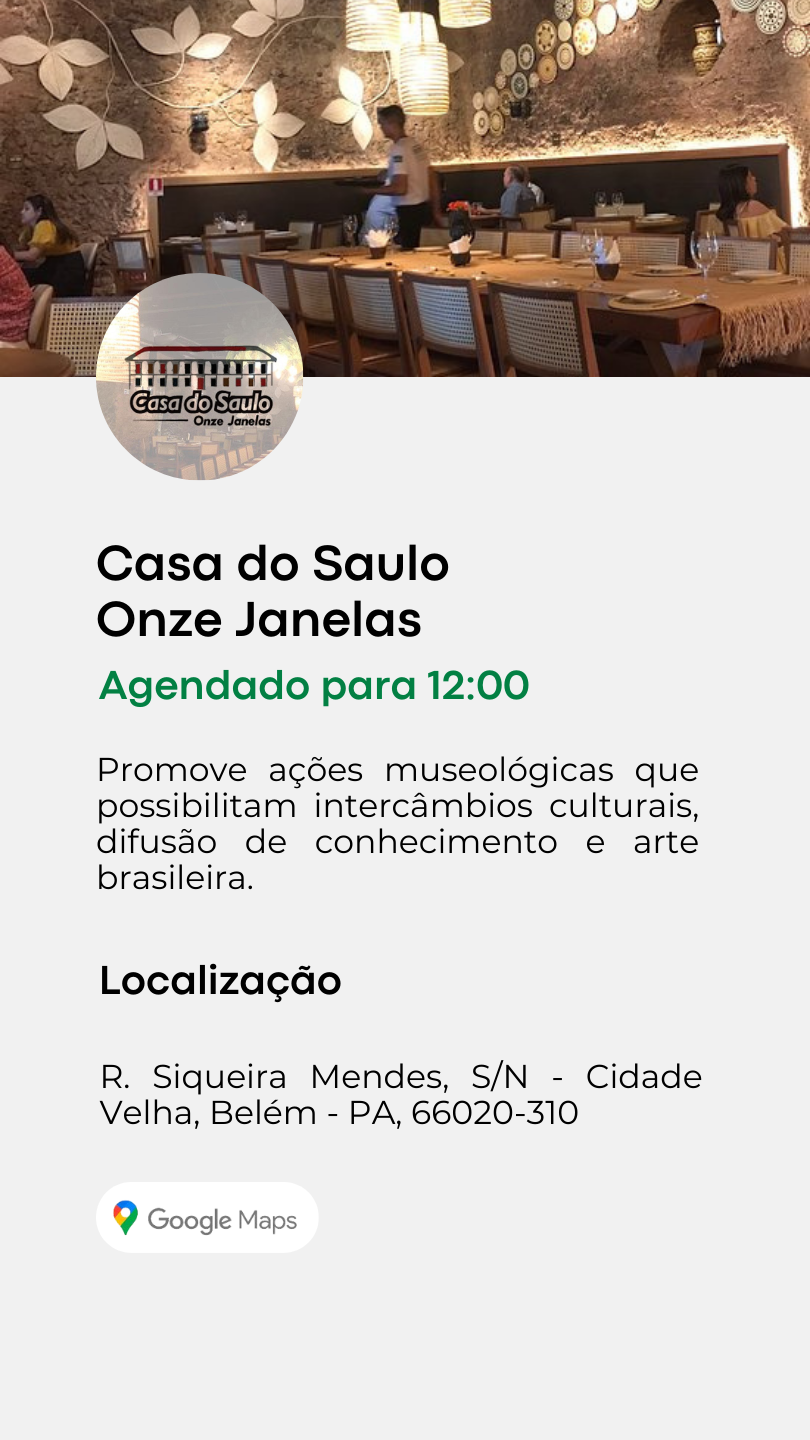 Casa do Saulo
Onze Janelas
Casa do Saulo
Onze Janelas
Agendado para 12:00
Promove ações museológicas que
possibilitam intercâmbios culturais,
difusão de conhecimento e arte
brasileira.
Localização
R. Siqueira Mendes, S/N - Cidade
Velha, Belém - PA, 66020-310
Google Maps